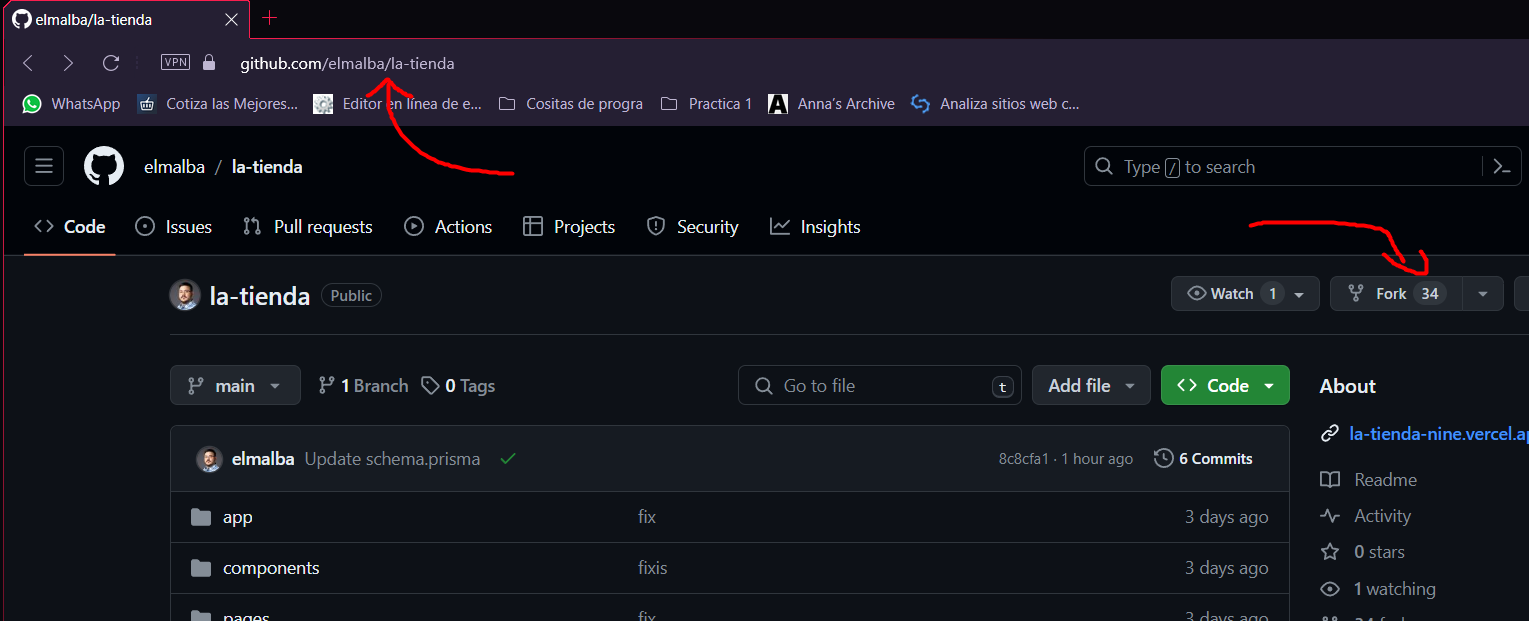 elmalba/la-tienda
VPN github.com/elmalba/la-tienda
WhatsApp Cotiza las Mejores... Editor en línea de e... Cositas de progra Practica 1 Anna's Archive Analiza sitios web c...
elmalba / la-tienda Type / to search
Code Issues Pull requests Actions Projects Security Insights
la-tienda Public Watch 1 Fork 34
main 1 Branch 0 Tags Go to file t Add file Code About
la-tienda-nine.vercel.ap
elmalba Update schema.prisma 8c8cfa1 · 1 hour ago 6 Commits
Readme
app fix 3 days ago Activity
0 stars
components fixis 3 days ago
1 watching
pages fix 3 days ago